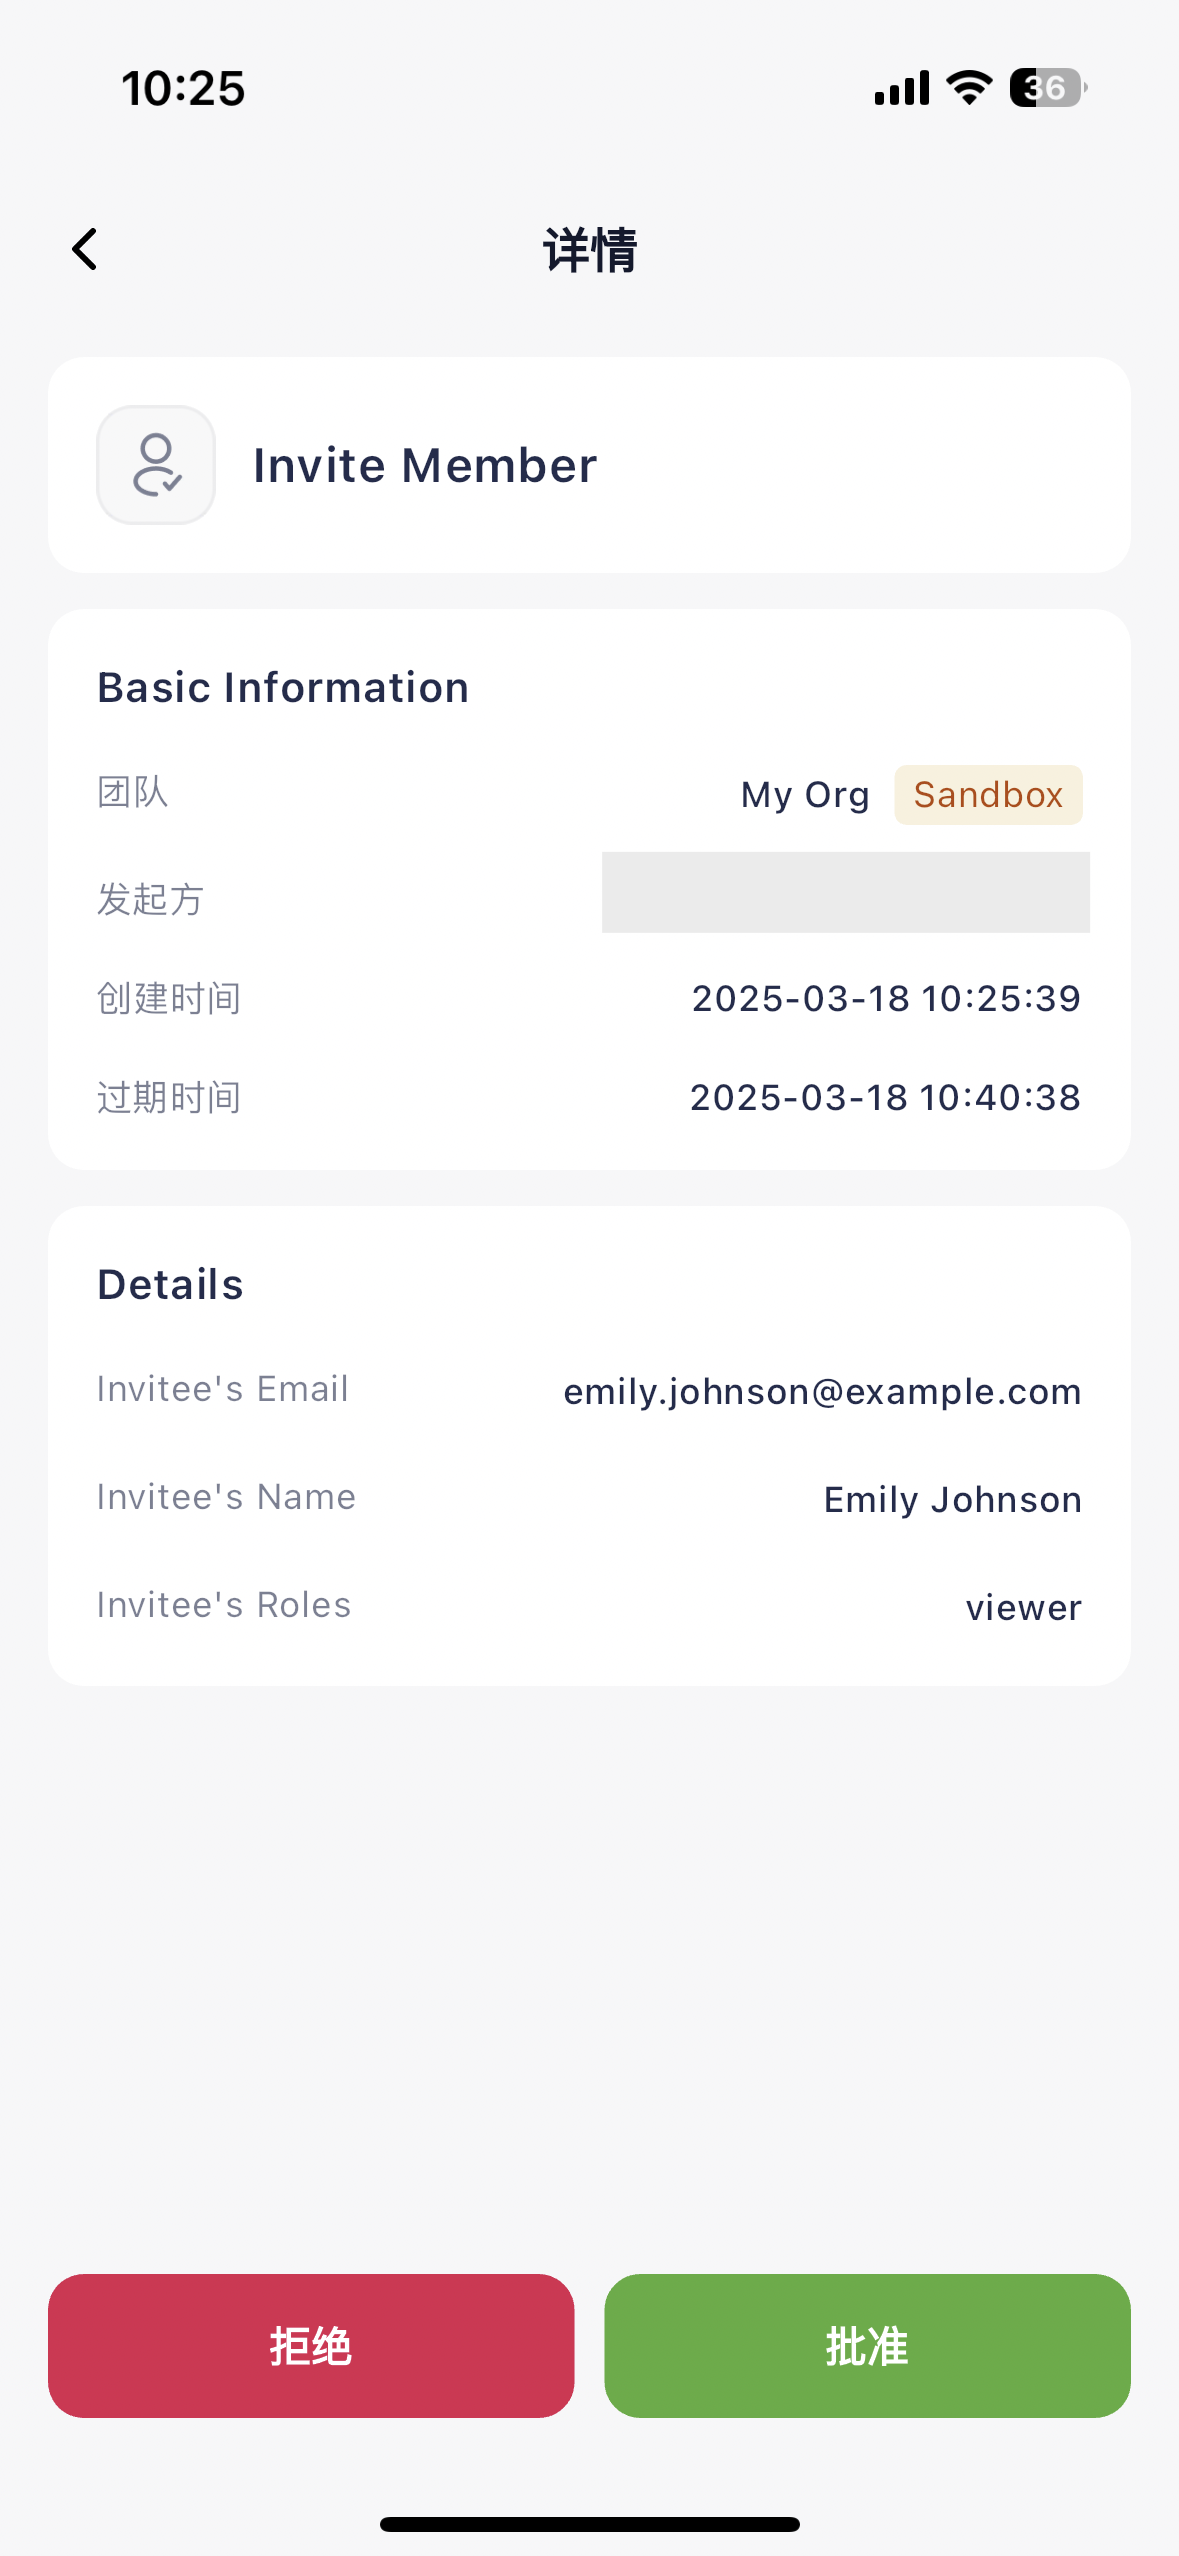 10:25
36
详情
Invite Member
Basic Information
团队 My Org Sandbox
发起方
创建时间 2025-03-18 10:25:39
过期时间 2025-03-18 10:40:38
Details
Invitee's Email emily.johnson@example.com
Invitee's Name Emily Johnson
Invitee's Roles viewer
拒绝 批准